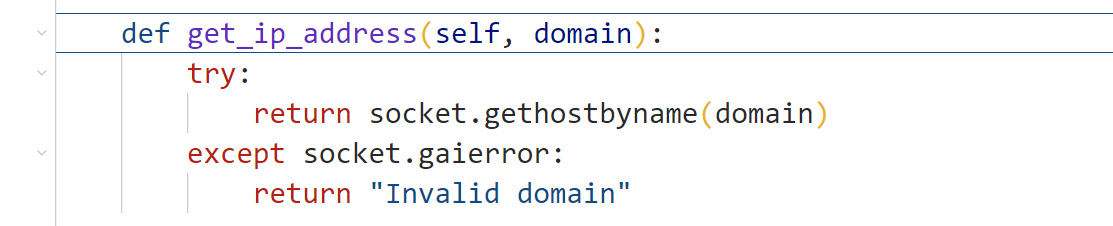 def get_ip_address(self, domain):
try:
return socket.gethostbyname(domain)
except socket.gaierror:
return "Invalid domain"